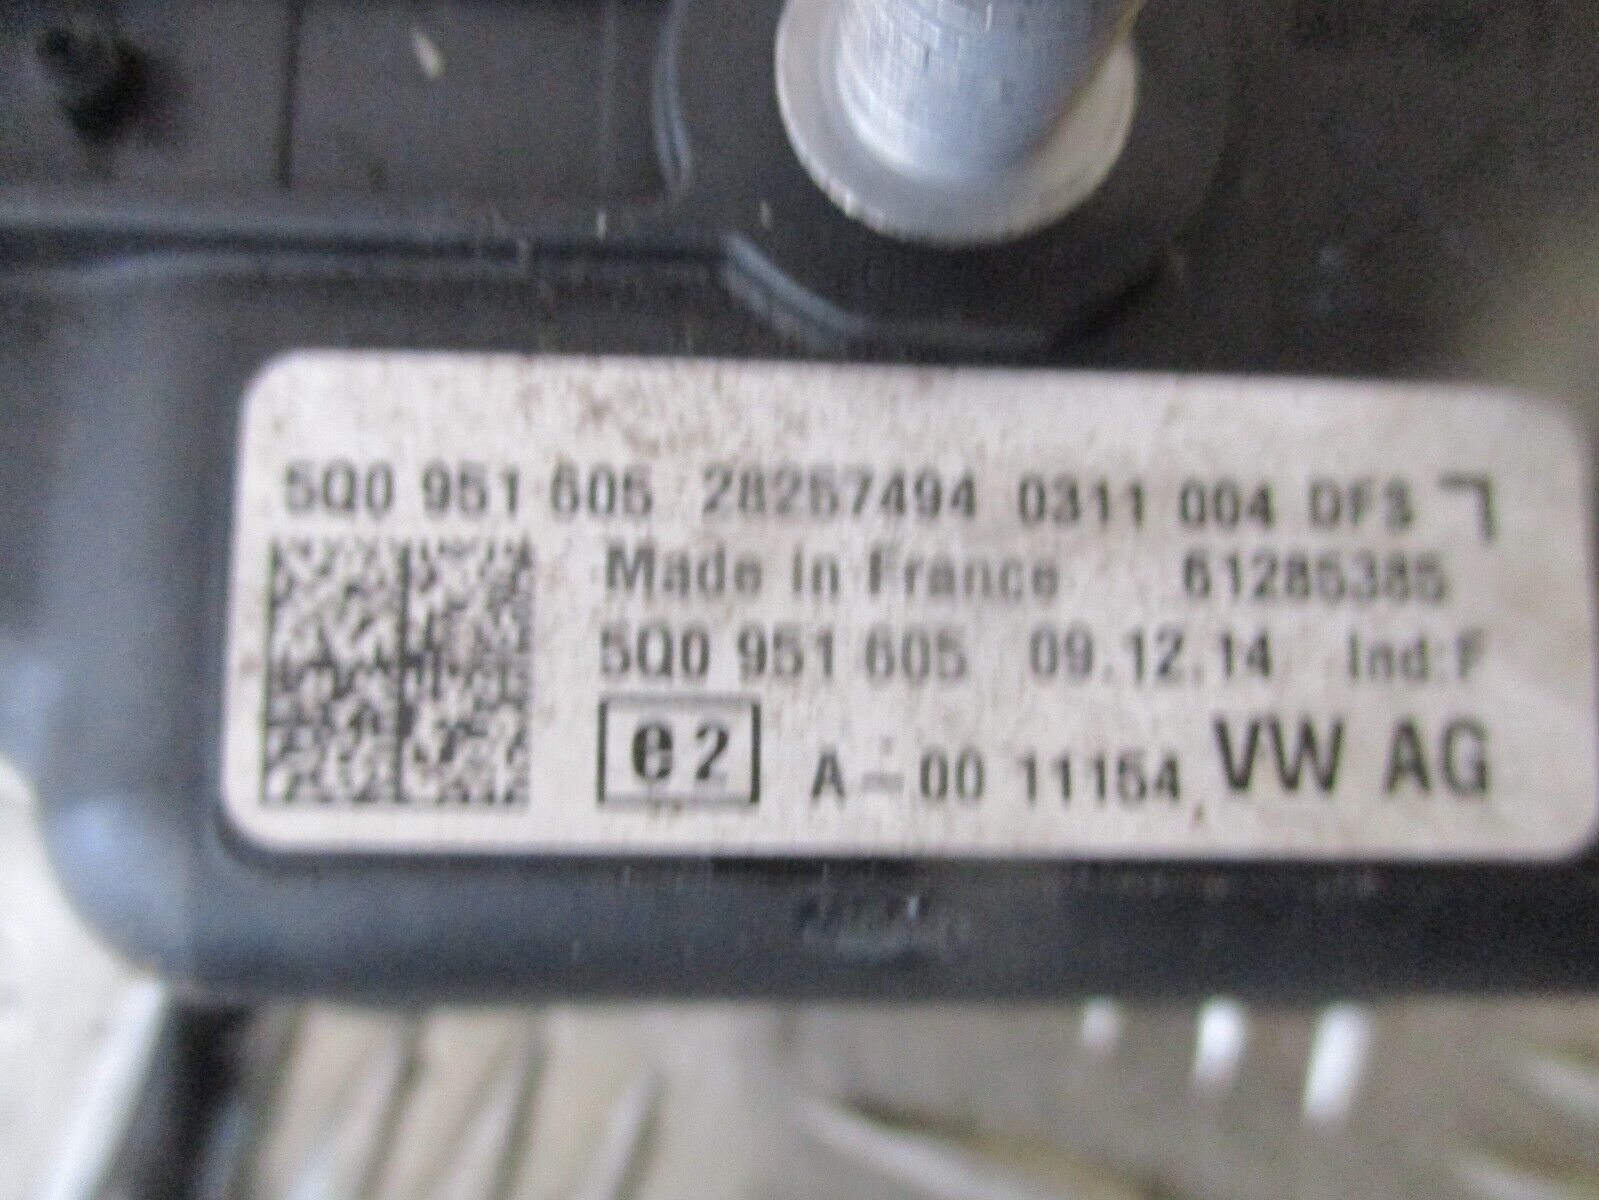 5Q0 951 605 28257494 0311 004 DFS
Made in France 61285385
5Q0 951 605 09.12.14 Ind:F
e2 A-00 11154 VW AG